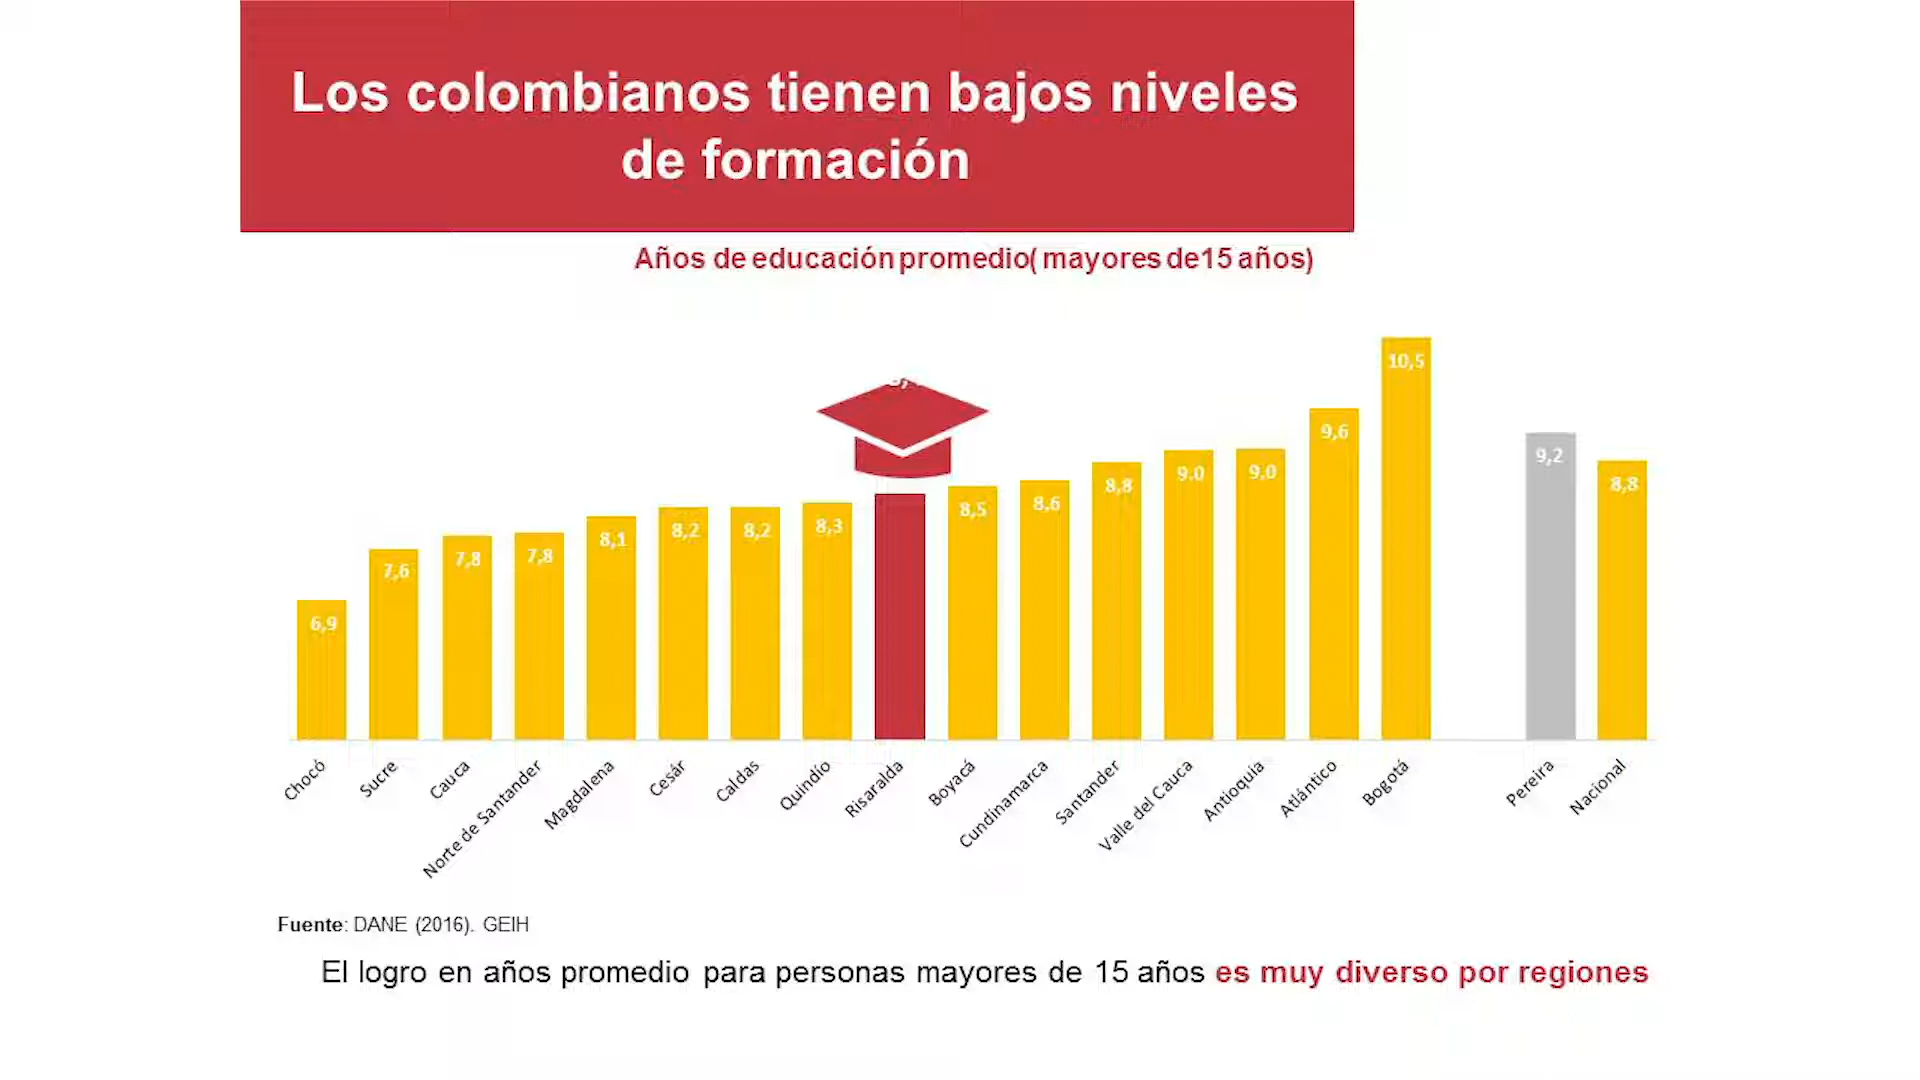 Los colombianos tienen bajos niveles
de formación
Años de educación promedio( mayores de15 años)
6,9
7,6
7,8
7,8
8,1
8,2
8,2
8,3
8,5
8,6
8,8
9.0
9,0
9,6
10,5
9,2
8,8
Chocó
Sucre
Cauca
Norte de Santander
Magdalena
Cesár
Caldas
Quindío
Risaralda
Boyacá
Cundinamarca
Santander
Valle del Cauca
Antioquia
Atlántico
Bogotá
Pereira
Nacional
Fuente: DANE (2016). GEIH
El logro en años promedio para personas mayores de 15 años es muy diverso por regiones